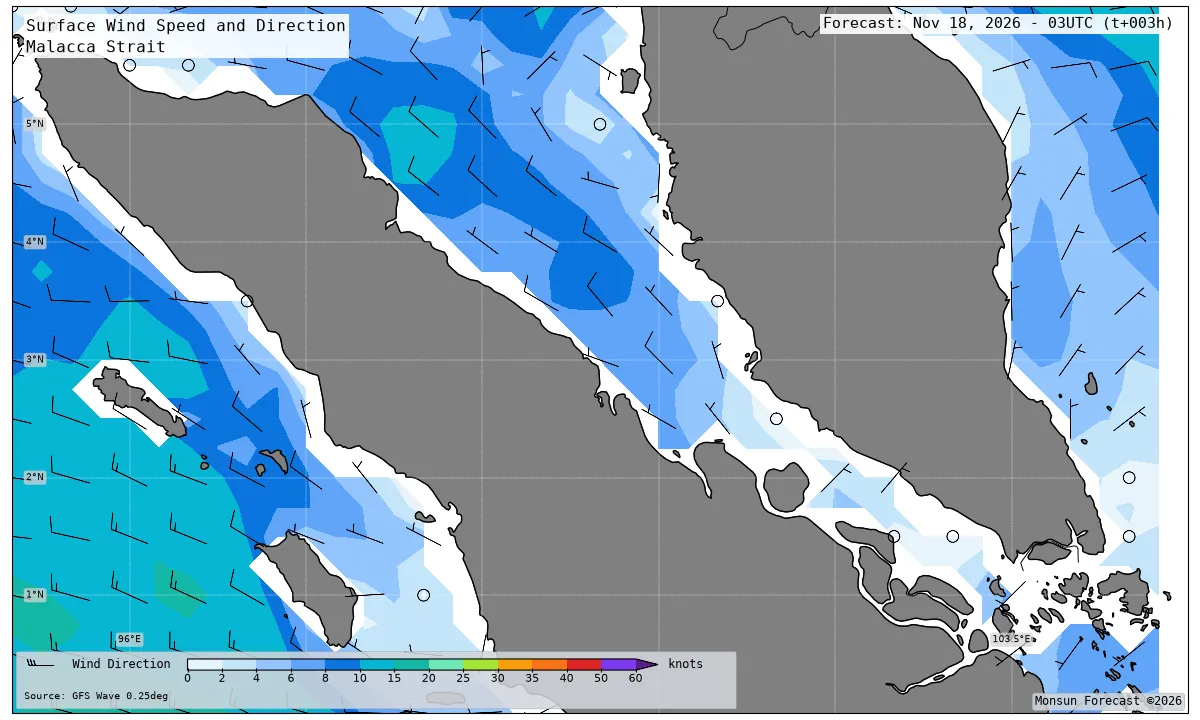 Surface Wind Speed and Direction
Malacca Strait
Forecast: Nov 18, 2026 - 03UTC (t+003h)
5°N
4°N
3°N
2°N
1°N
96°E
103.5°E
Wind Direction
knots
0 2 4 6 8 10 15 20 25 30 35 40 50 60
Source: GFS Wave 0.25deg
Monsun Forecast ©2026